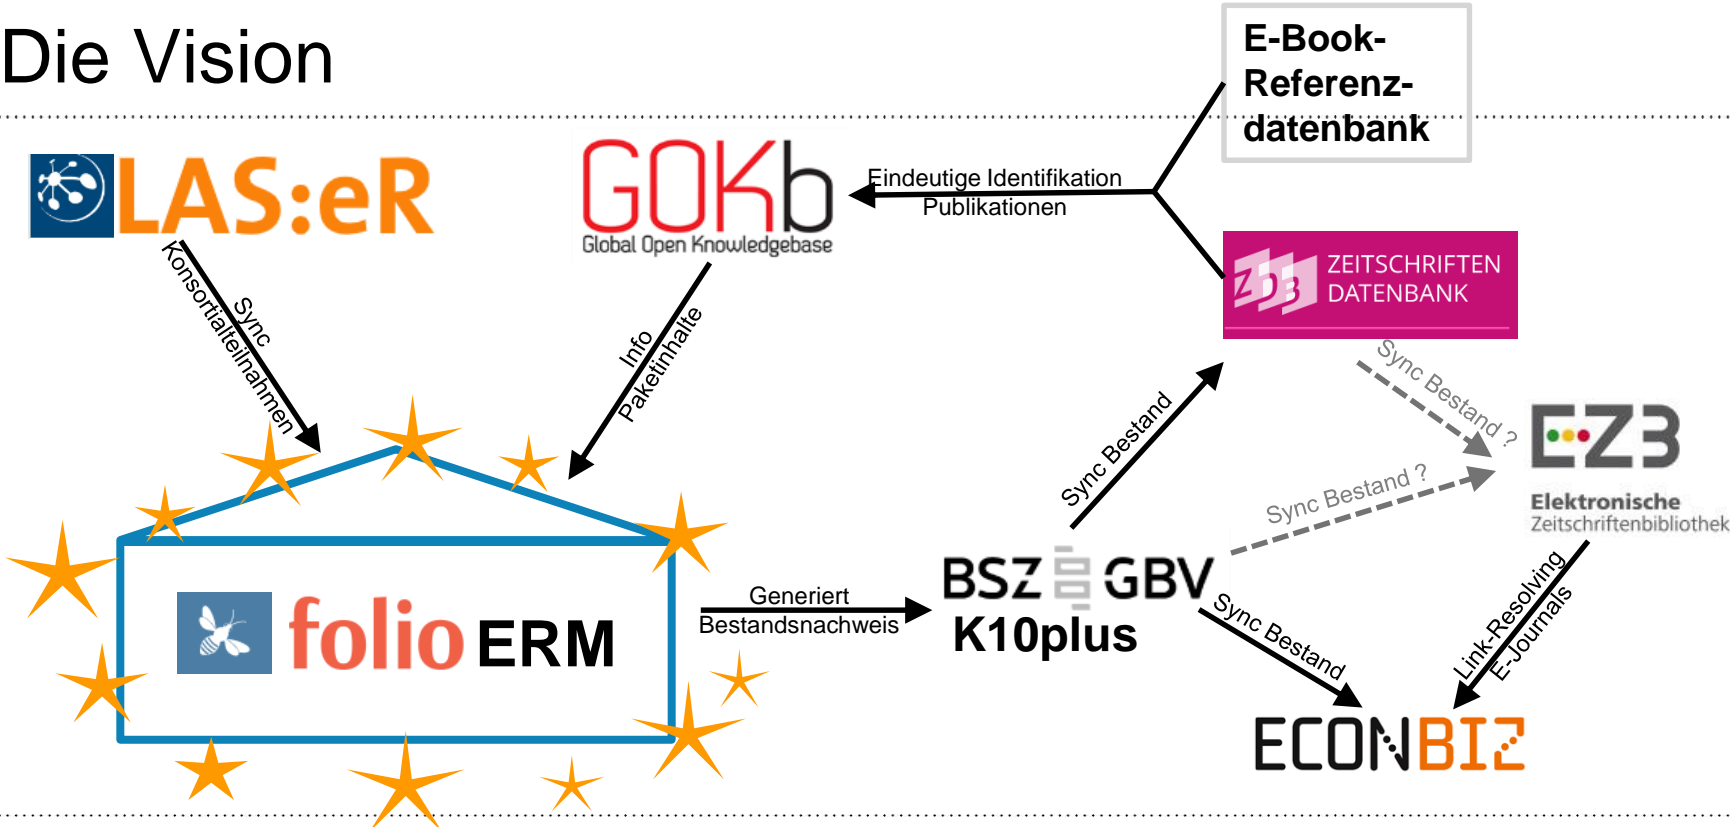 Die Vision
E-Book-
Referenz-
datenbank
LAS:eR
GOKb
Global Open Knowledgebase
Eindeutige Identifikation
Publikationen
ZDB
ZEITSCHRIFTEN
DATENBANK
Sync
Konsortialteilnahmen
Info
Paketinhalte
Sync Bestand
Sync Bestand ?
Sync Bestand ?
EZB
Elektronische
Zeitschriftenbibliothek
folio ERM
Generiert
Bestandsnachweis
BSZ GBV
K10plus
Sync Bestand
Link-Resolving
E-Journals
ECONBIZ